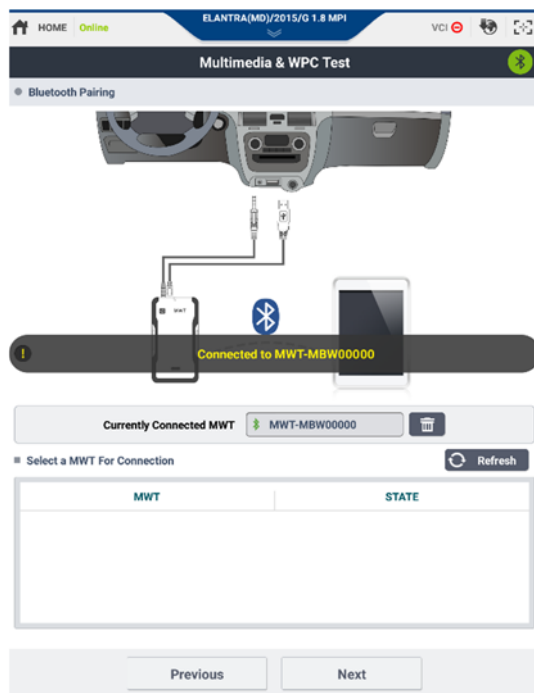 HOME Online ELANTRA(MD)/2015/G 1.8 MPI VCI
Multimedia & WPC Test
Bluetooth Pairing
MWT
Connected to MWT-MBW00000
Currently Connected MWT MWT-MBW00000
Select a MWT For Connection Refresh
MWT STATE
Previous Next